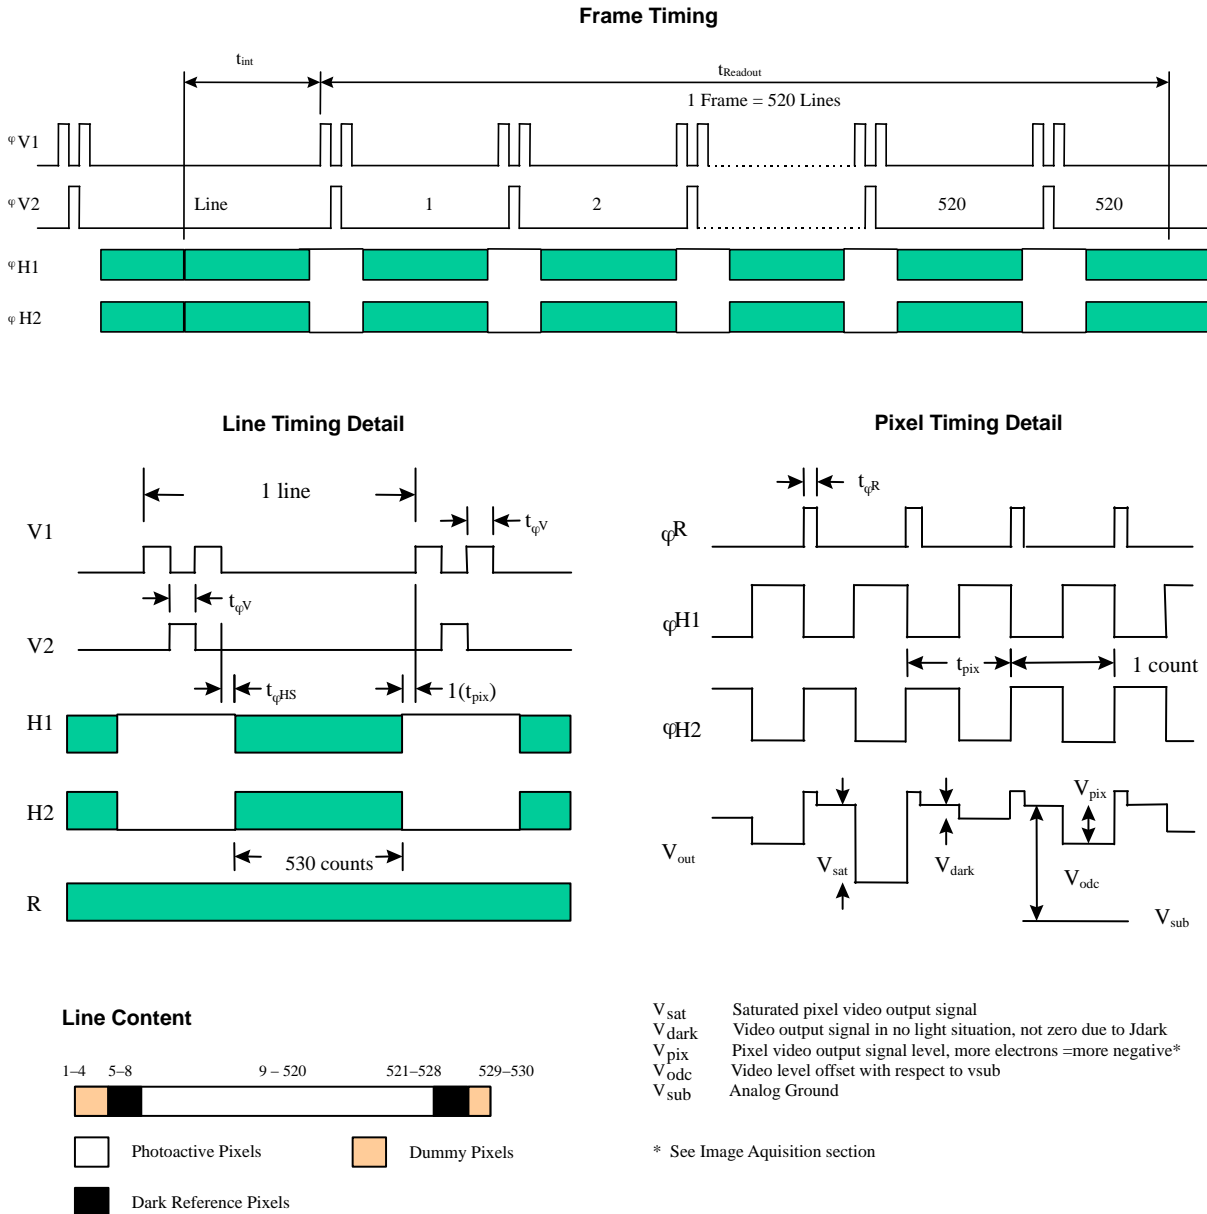 Frame Timing
tint
tReadout
1 Frame = 520 Lines
φV1
φV2
Line
1
2
520
520
φH1
φH2
Line Timing Detail
1 line
V1
tφV
tφV
V2
tφHS
1(tpix)
H1
H2
530 counts
R
Pixel Timing Detail
tφR
φR
φH1
tpix
1 count
φH2
Vpix
Vout
Vsat
Vdark
Vodc
Vsub
Line Content
1–4
5–8
9 – 520
521–528
529–530
Photoactive Pixels
Dummy Pixels
Dark Reference Pixels
Vsat Saturated pixel video output signal
Vdark Video output signal in no light situation, not zero due to Jdark
Vpix Pixel video output signal level, more electrons =more negative*
Vodc Video level offset with respect to vsub
Vsub Analog Ground
* See Image Aquisition section